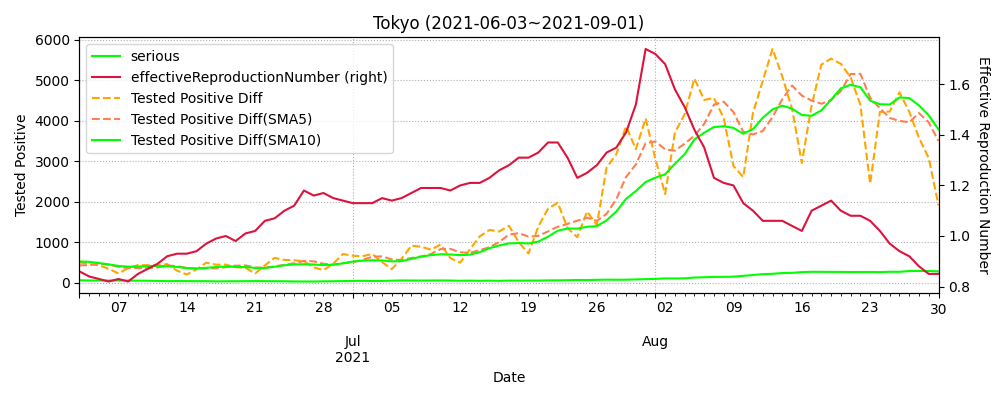 Tokyo (2021-06-03~2021-09-01)
serious
effectiveReproductionNumber (right)
Tested Positive Diff
Tested Positive Diff(SMA5)
Tested Positive Diff(SMA10)
6000
5000
4000
3000
2000
1000
0
Tested Positive
1.6
1.4
1.2
1.0
0.8
Effective Reproduction Number
07 14 21 28 05 12 19 26 02 09 16 23 30
Jul Aug
2021
Date